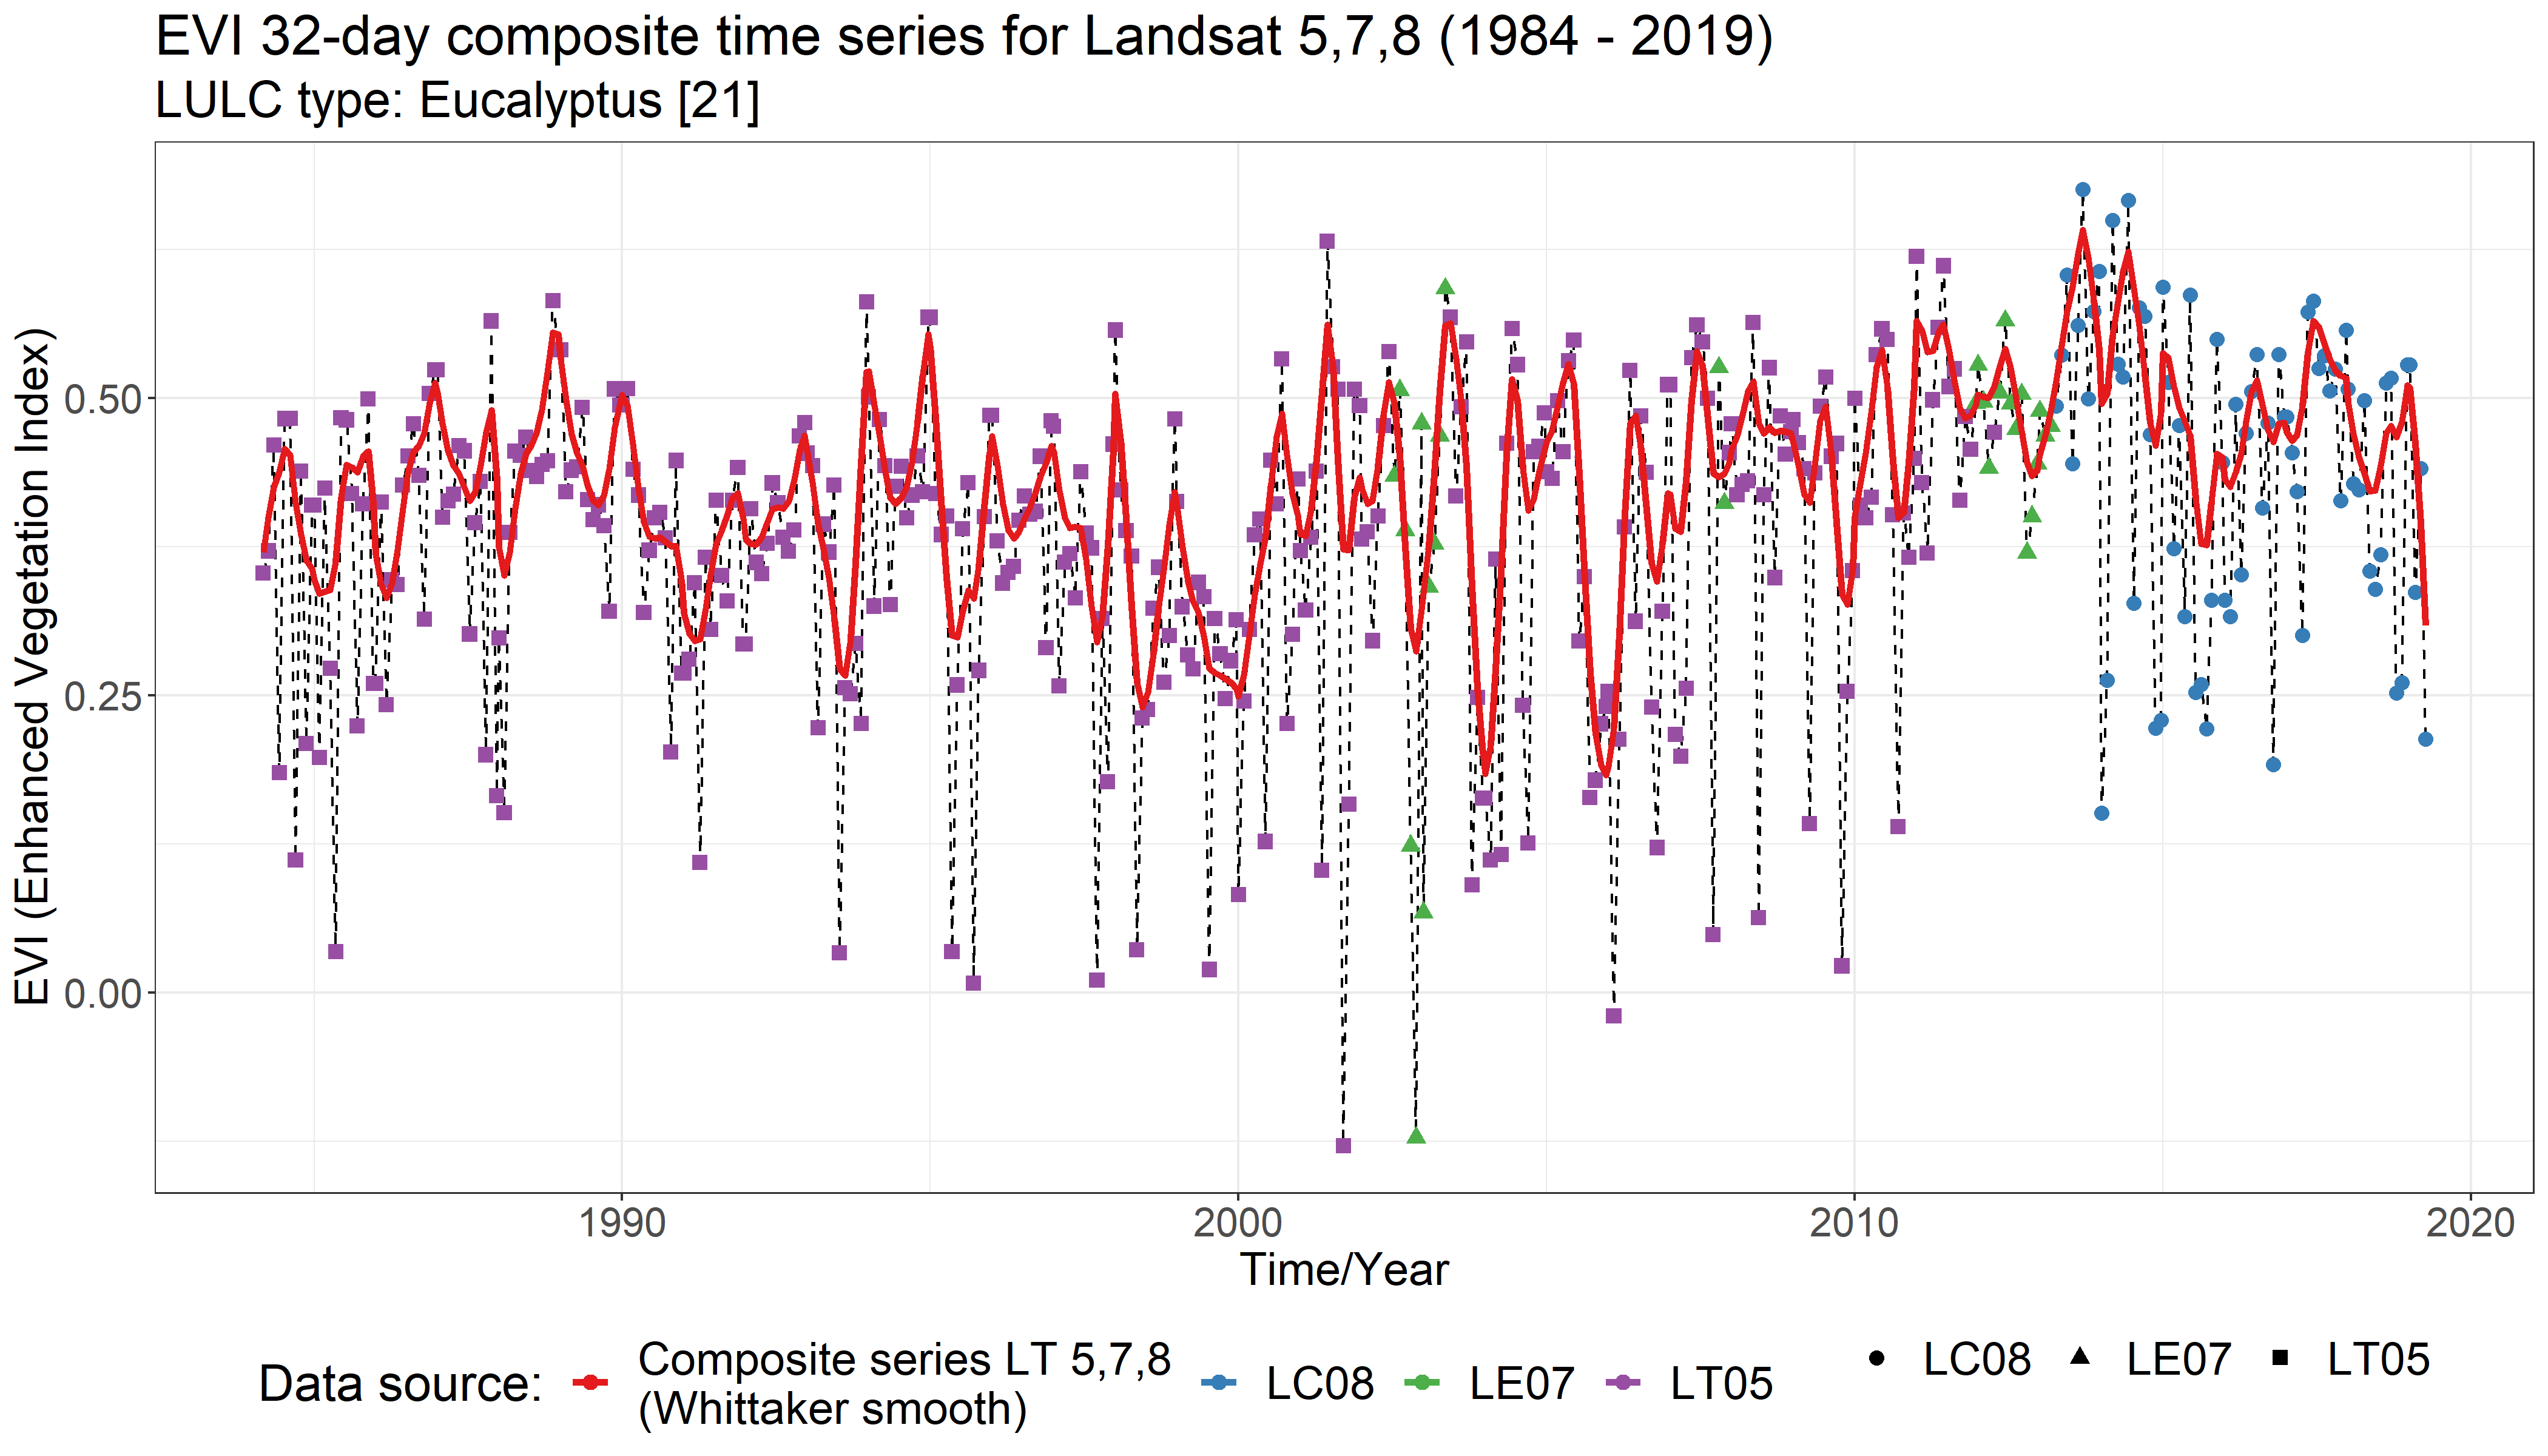 EVI 32-day composite time series for Landsat 5,7,8 (1984 - 2019)
LULC type: Eucalyptus [21]
EVI (Enhanced Vegetation Index)
0.50
0.25
0.00
1990 2000 2010 2020
Time/Year
Data source: Composite series LT 5,7,8
(Whittaker smooth)
LC08 LE07 LT05
LC08 LE07 LT05